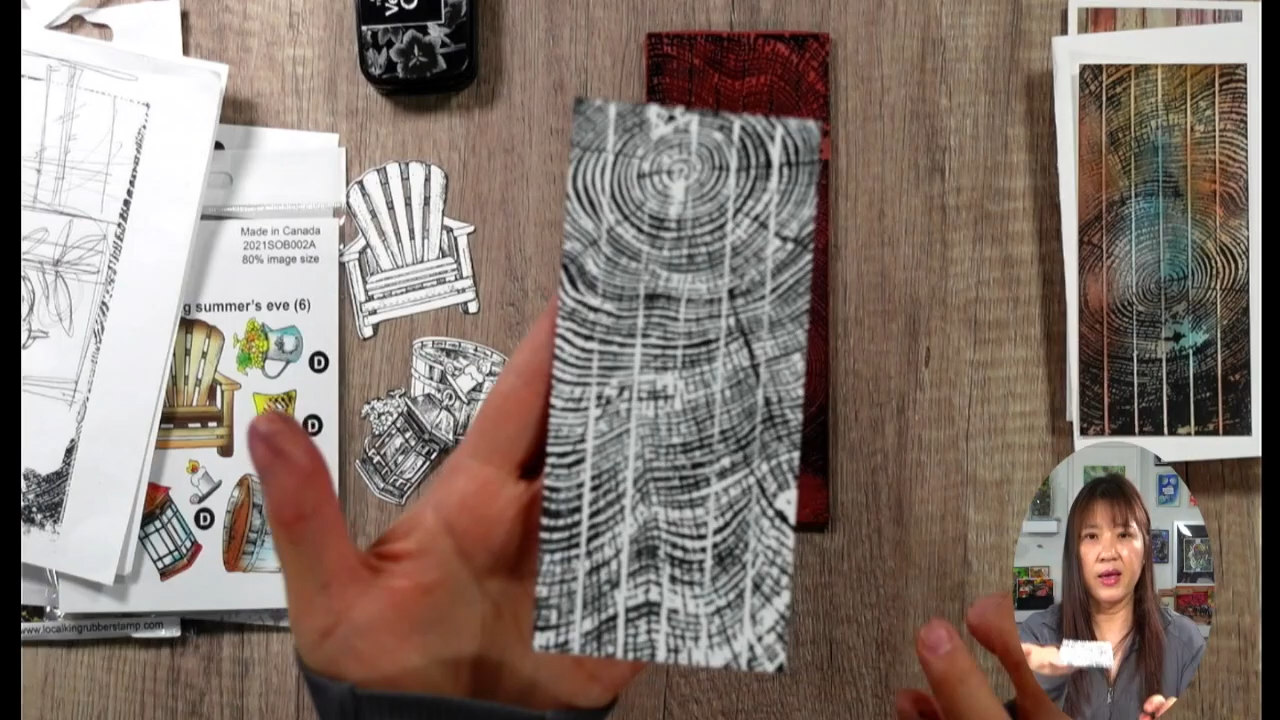 Made in Canada
2021SOB002A
80% image size
g summer's eve (6)
D
D
D
www.localkingrubberstamp.com